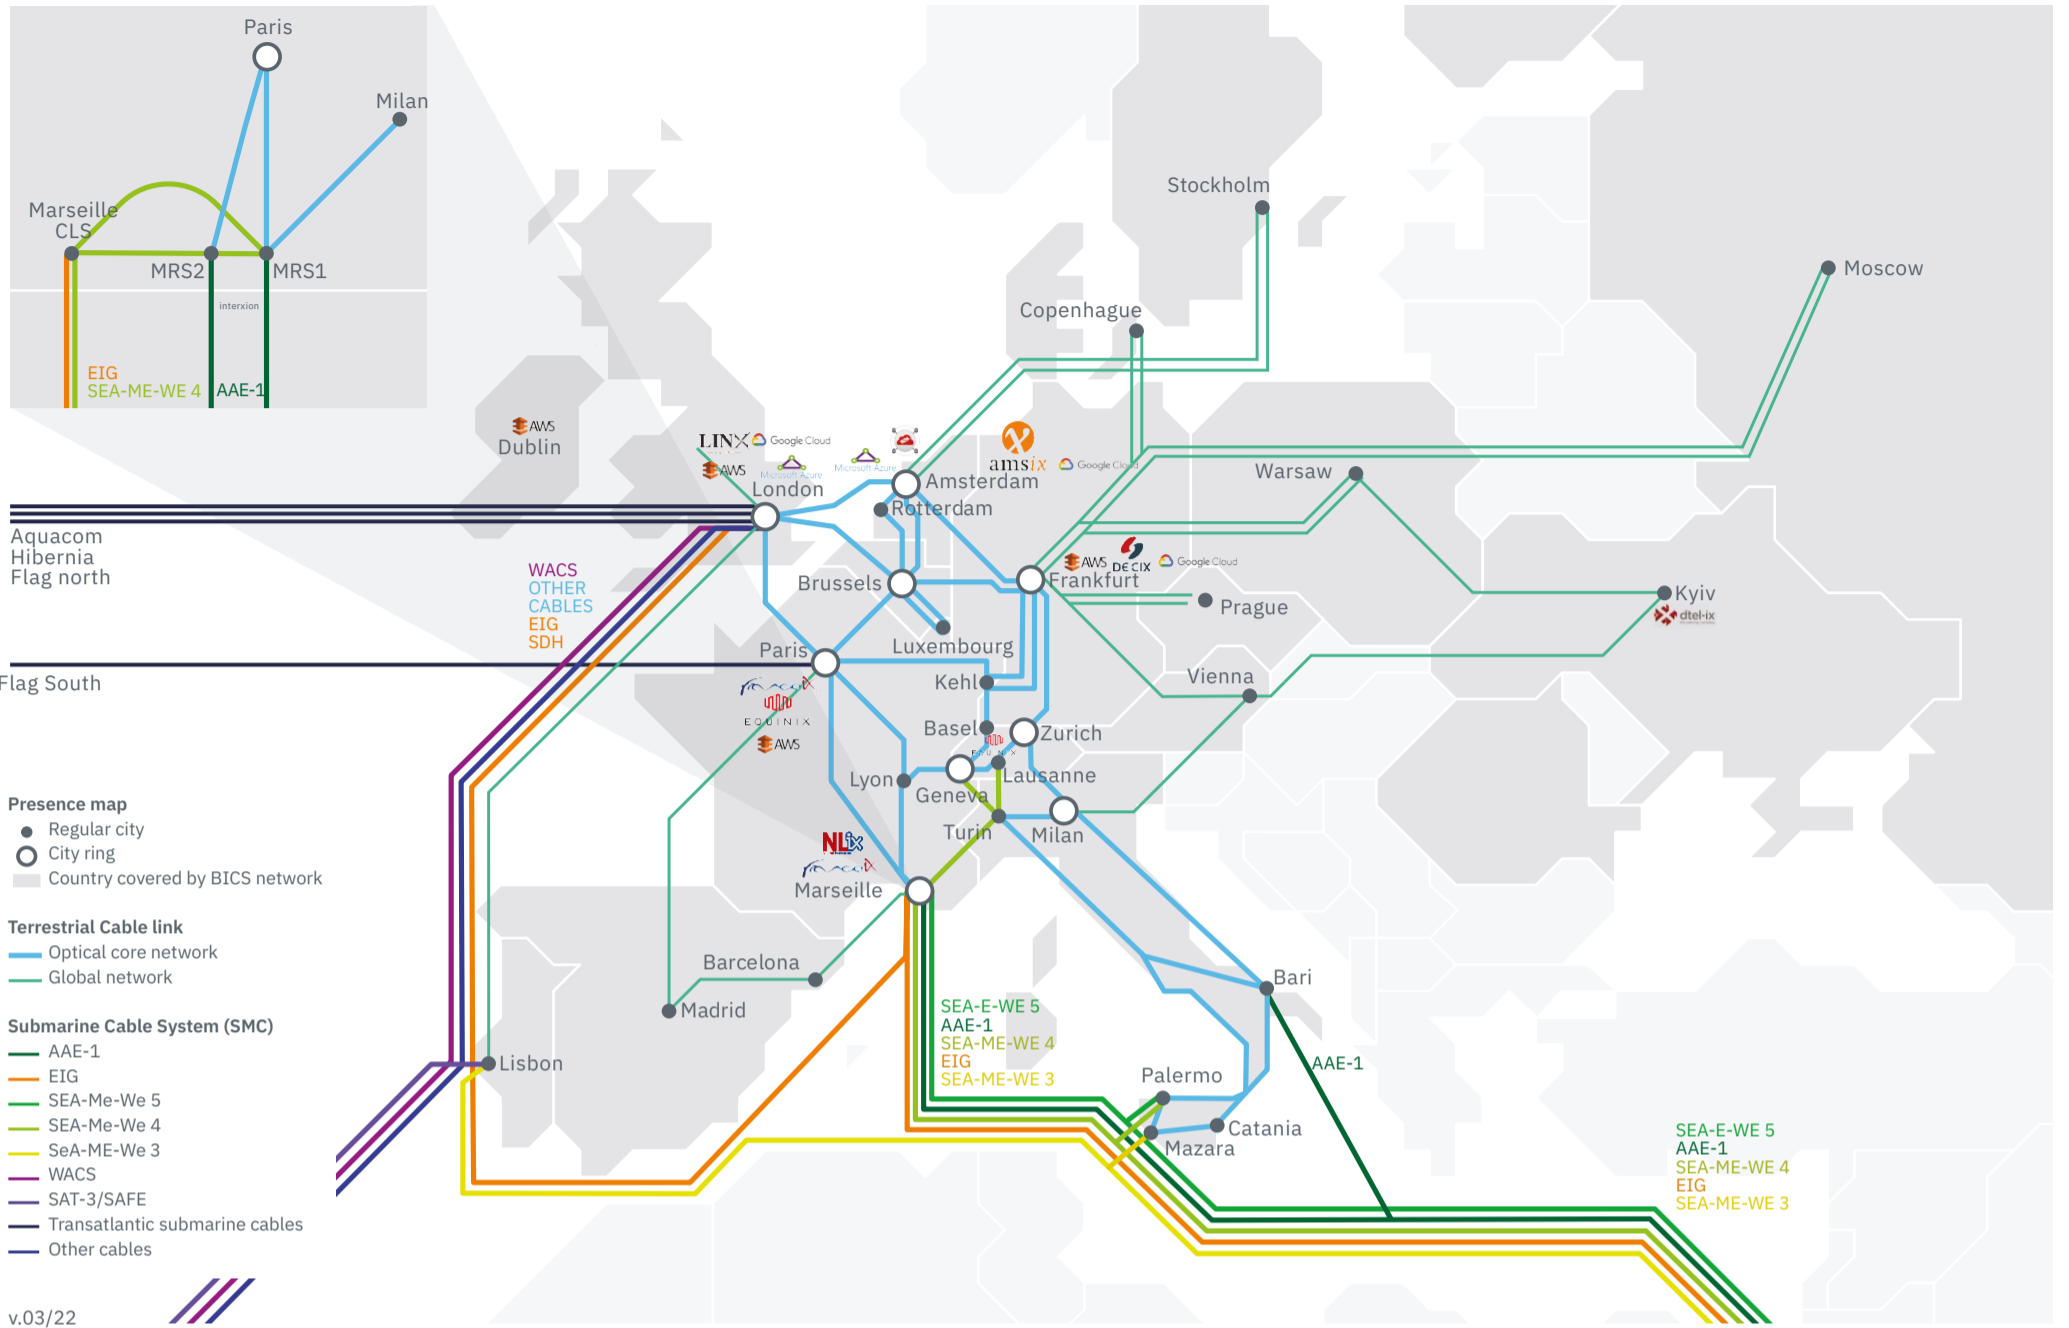 Paris
Milan
Marseille
CLS
MRS2
MRS1
interxion
EIG
SEA-ME-WE 4
AAE-1
Stockholm
Moscow
Copenhague
AWS
Dublin
LINX
Google Cloud
AWS
Microsoft Azure
Microsoft Azure
London
amsix
Google Cloud
Amsterdam
Rotterdam
Warsaw
Aquacom
Hibernia
Flag north
WACS
OTHER
CABLES
EIG
SDH
Brussels
AWS
DE CIX
Google Cloud
Frankfurt
Prague
Kyiv
dtel-ix
Luxembourg
Paris
Flag South
Kehl
Vienna
EQUINIX
AWS
Basel
Zurich
Lyon
Geneva
Lausanne
Turin
Milan
NLix
Marseille
Barcelona
Madrid
Lisbon
Bari
SEA-E-WE 5
AAE-1
SEA-ME-WE 4
EIG
SEA-ME-WE 3
AAE-1
Palermo
Catania
Mazara
SEA-E-WE 5
AAE-1
SEA-ME-WE 4
EIG
SEA-ME-WE 3
Presence map
Regular city
City ring
Country covered by BICS network
Terrestrial Cable link
Optical core network
Global network
Submarine Cable System (SMC)
AAE-1
EIG
SEA-Me-We 5
SEA-Me-We 4
SeA-ME-We 3
WACS
SAT-3/SAFE
Transatlantic submarine cables
Other cables
v.03/22